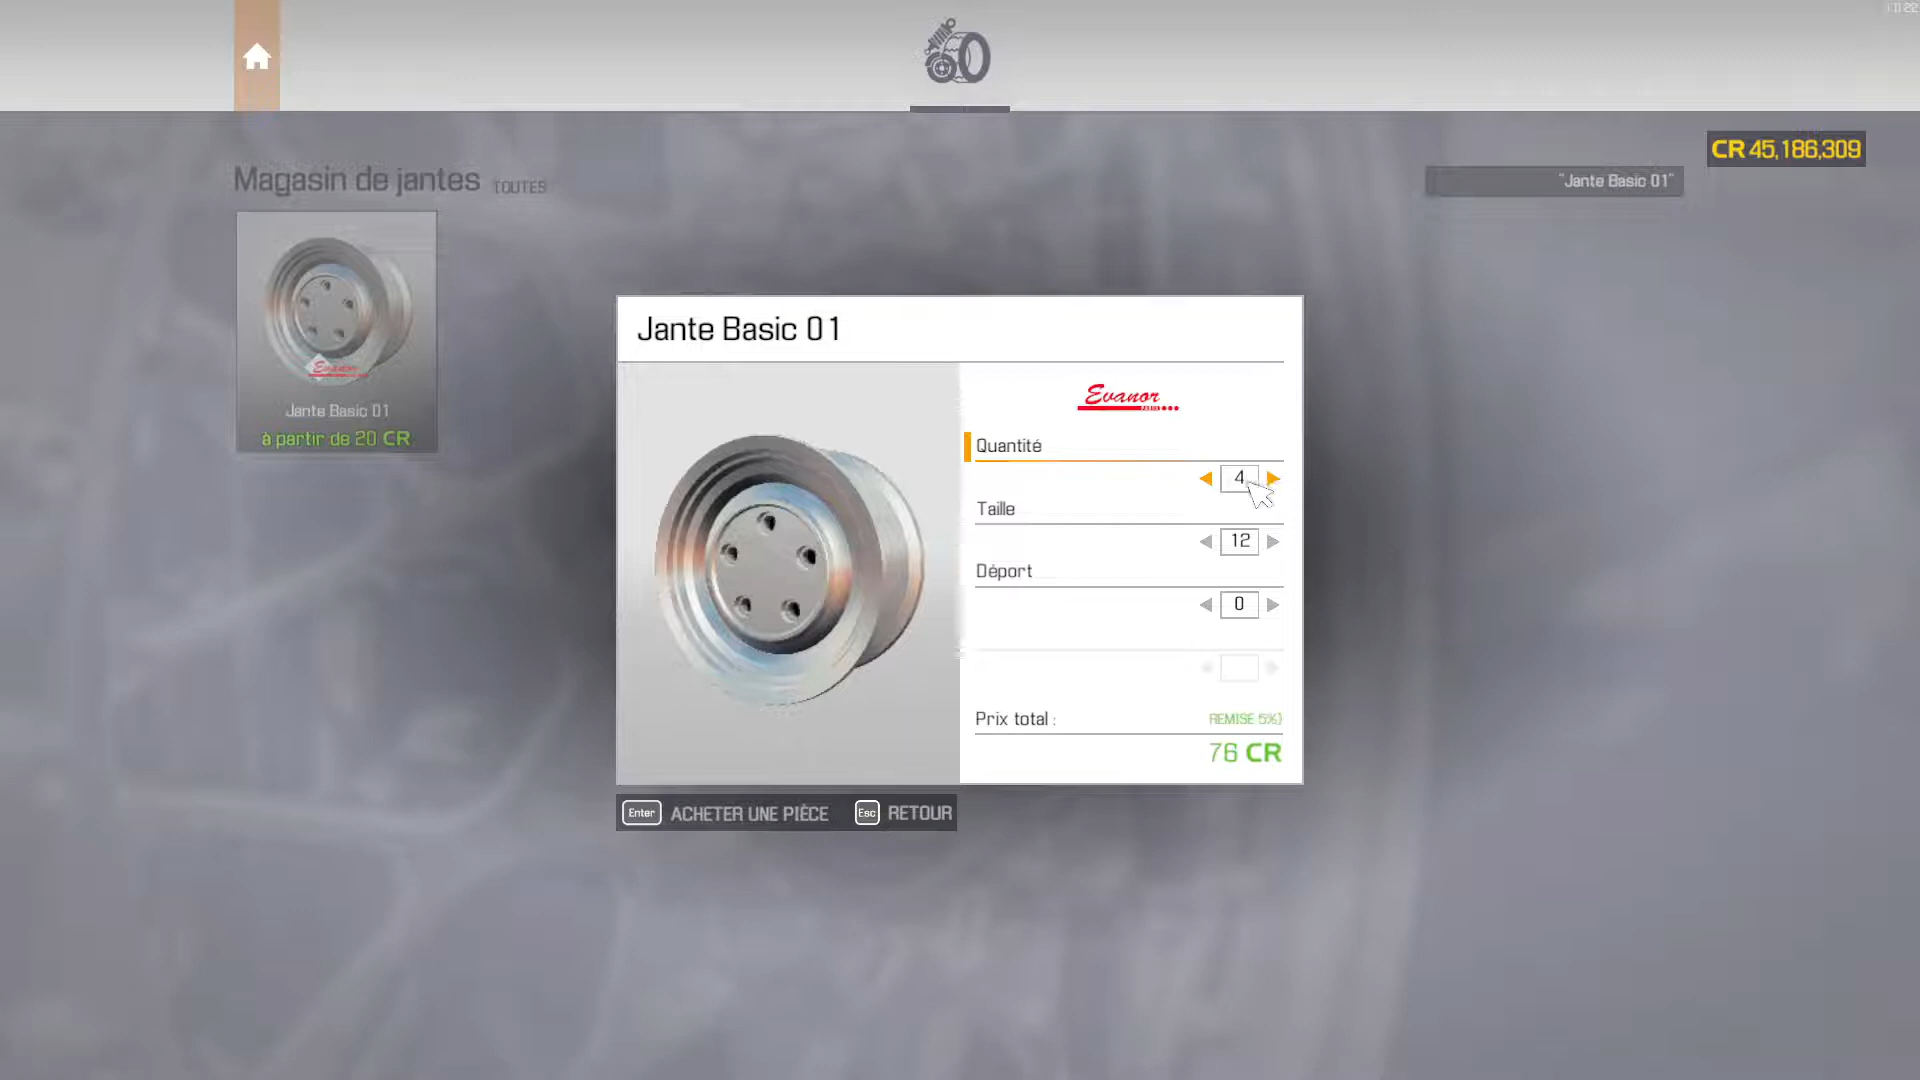 CR 45,186,309
Magasin de jantes TOUTES
"Jante Basic 01"
Evanor
Jante Basic 01
à partir de 20 CR
Jante Basic 01
Evanor
Quantité
4
Taille
12
Déport
0
Prix total :
REMISE 5%)
76 CR
Enter ACHETER UNE PIÈCE Esc RETOUR